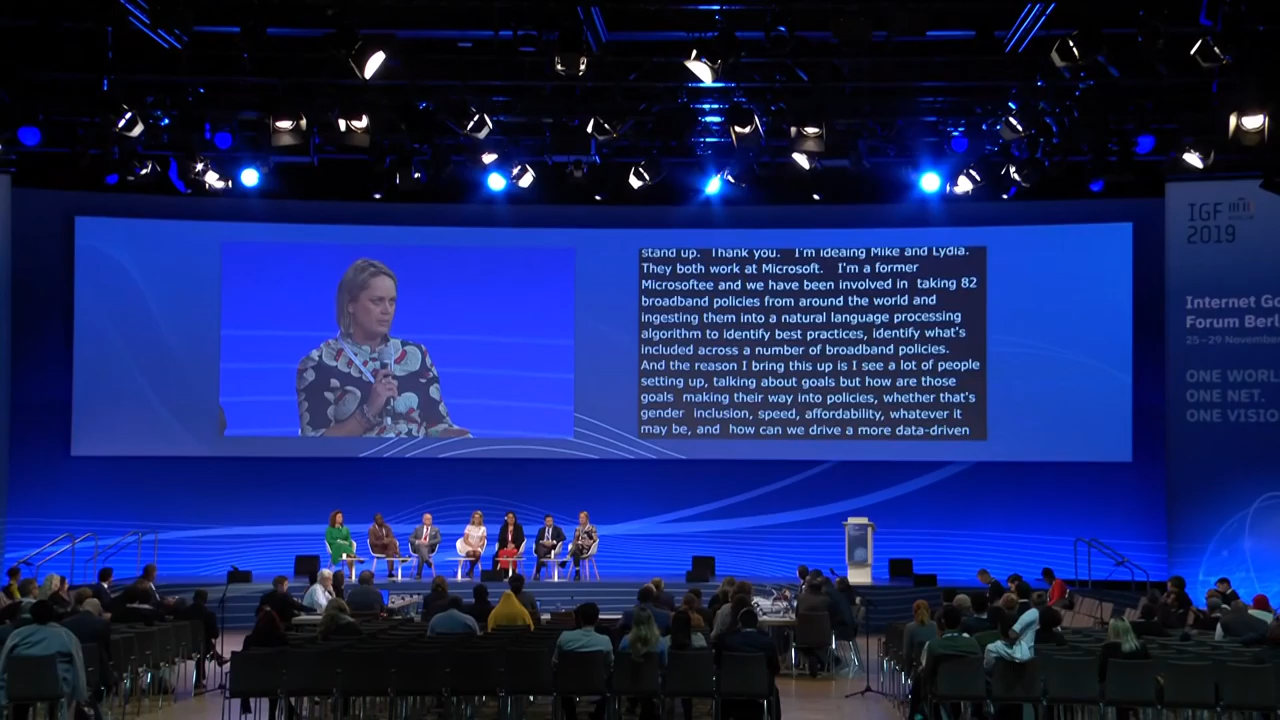 stand up.  Thank you.   I'm ideaing Mike and Lydia.
They both work at Microsoft.   I'm a former
Microsoftee and we have been involved in  taking 82
broadband policies from around the world and
ingesting them into a natural language processing
algorithm to identify best practices, identify what's
included across a number of broadband policies.
And the reason I bring this up is I see a lot of people
setting up, talking about goals but how are those
goals  making their way into policies, whether that's
gender  inclusion, speed, affordability, whatever it
may be, and  how can we drive a more data-driven
IGF
2019
Internet Go
Forum Berl
25–29 November
ONE WORL
ONE NET.
ONE VISIO